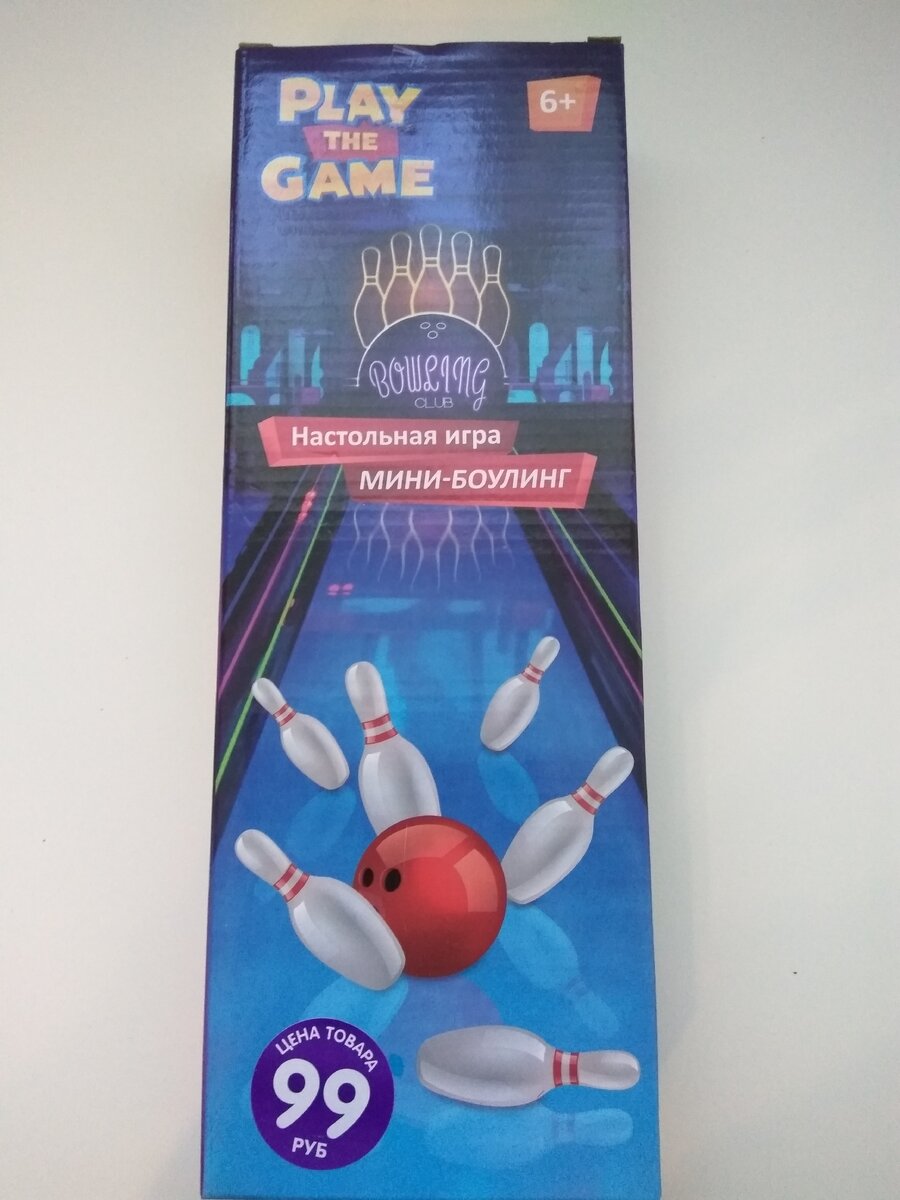 PLAY
THE
GAME
6+
BOWLING
CLUB
Настольная игра
МИНИ-БОУЛИНГ
ЦЕНА ТОВАРА
99
РУБ